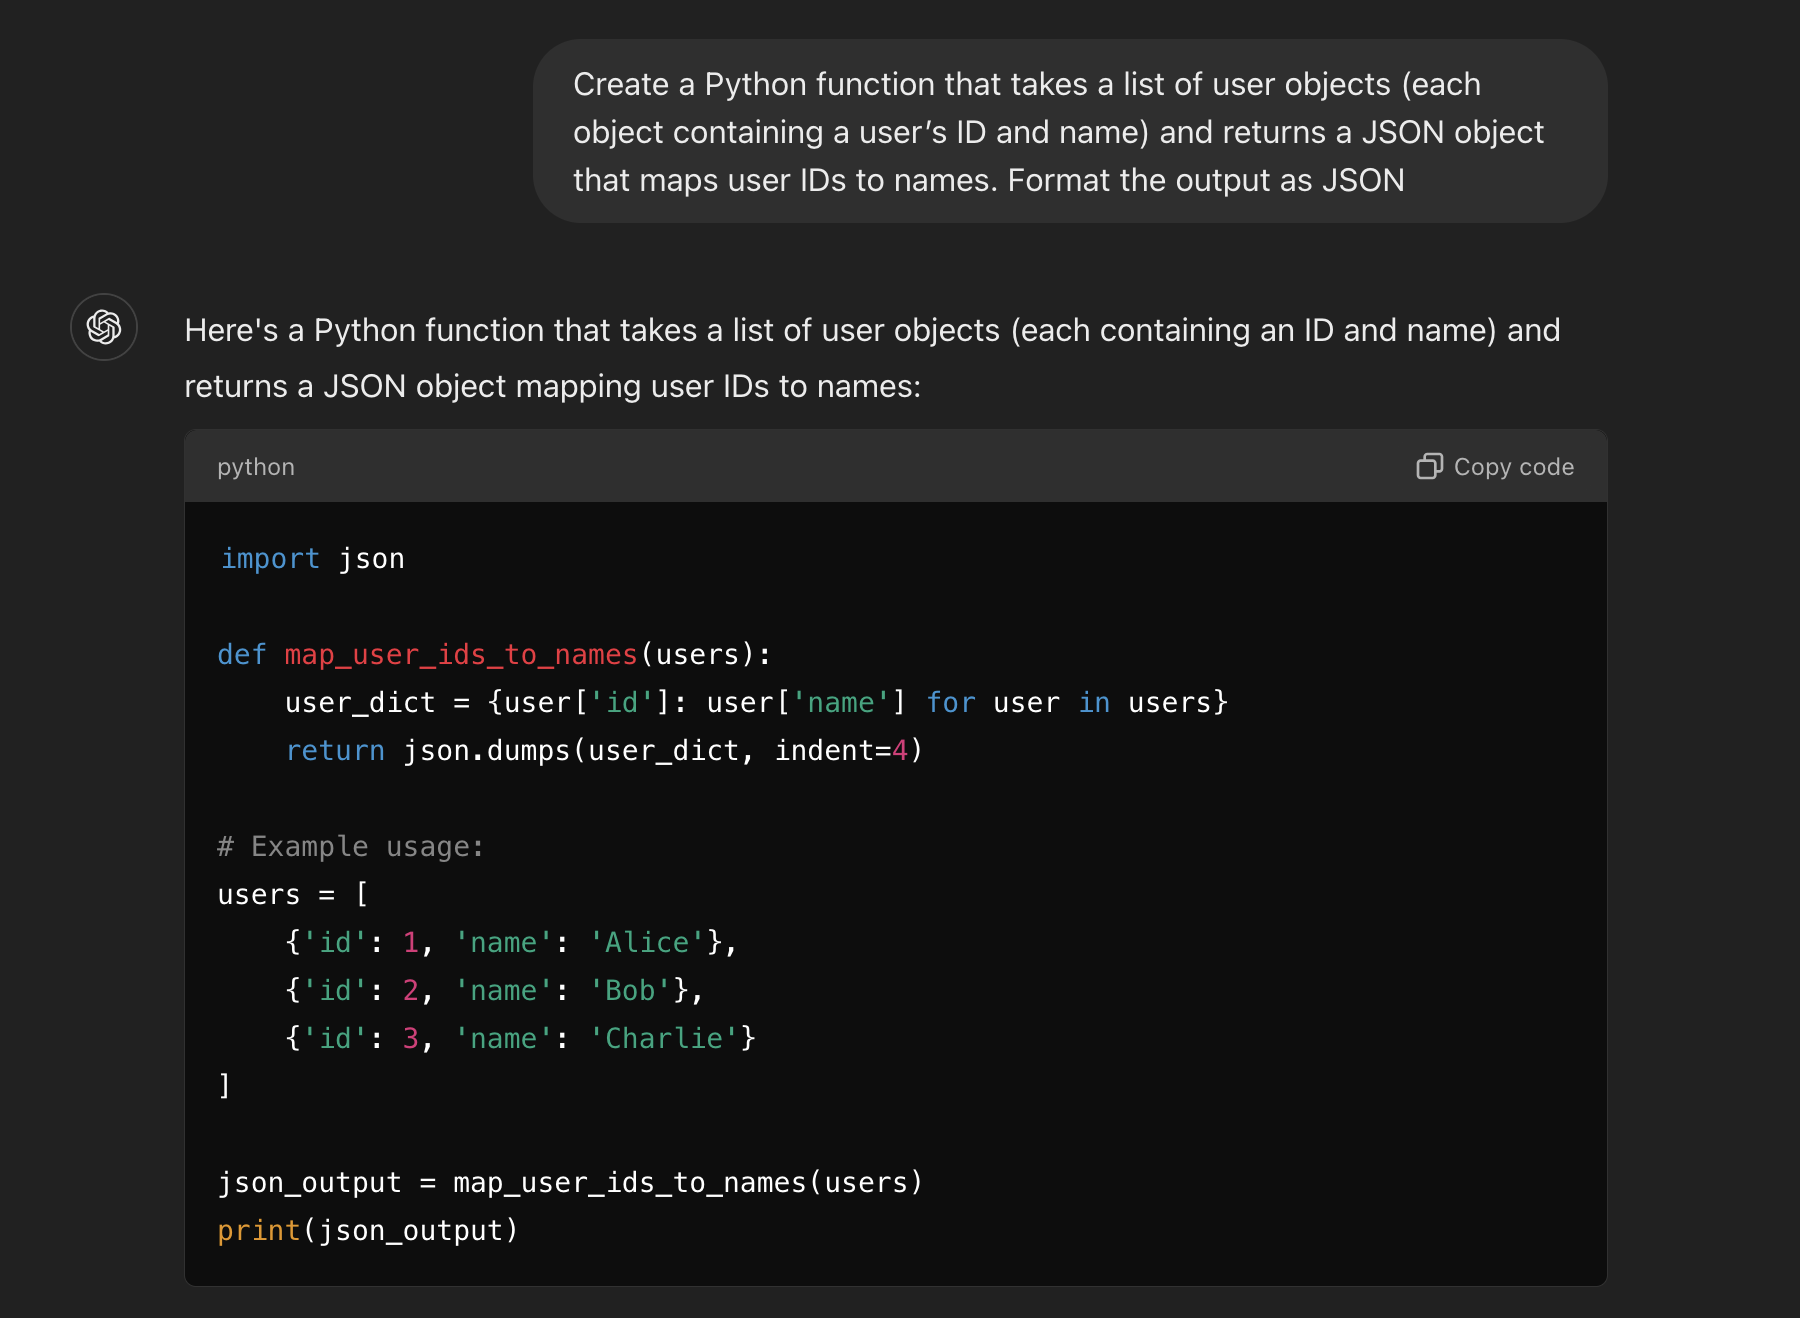 Create a Python function that takes a list of user objects (each
object containing a user’s ID and name) and returns a JSON object
that maps user IDs to names. Format the output as JSON
Here's a Python function that takes a list of user objects (each containing an ID and name) and
returns a JSON object mapping user IDs to names:
python
Copy code
import json
def map_user_ids_to_names(users):
    user_dict = {user['id']: user['name'] for user in users}
    return json.dumps(user_dict, indent=4)
# Example usage:
users = [
    {'id': 1, 'name': 'Alice'},
    {'id': 2, 'name': 'Bob'},
    {'id': 3, 'name': 'Charlie'}
]
json_output = map_user_ids_to_names(users)
print(json_output)